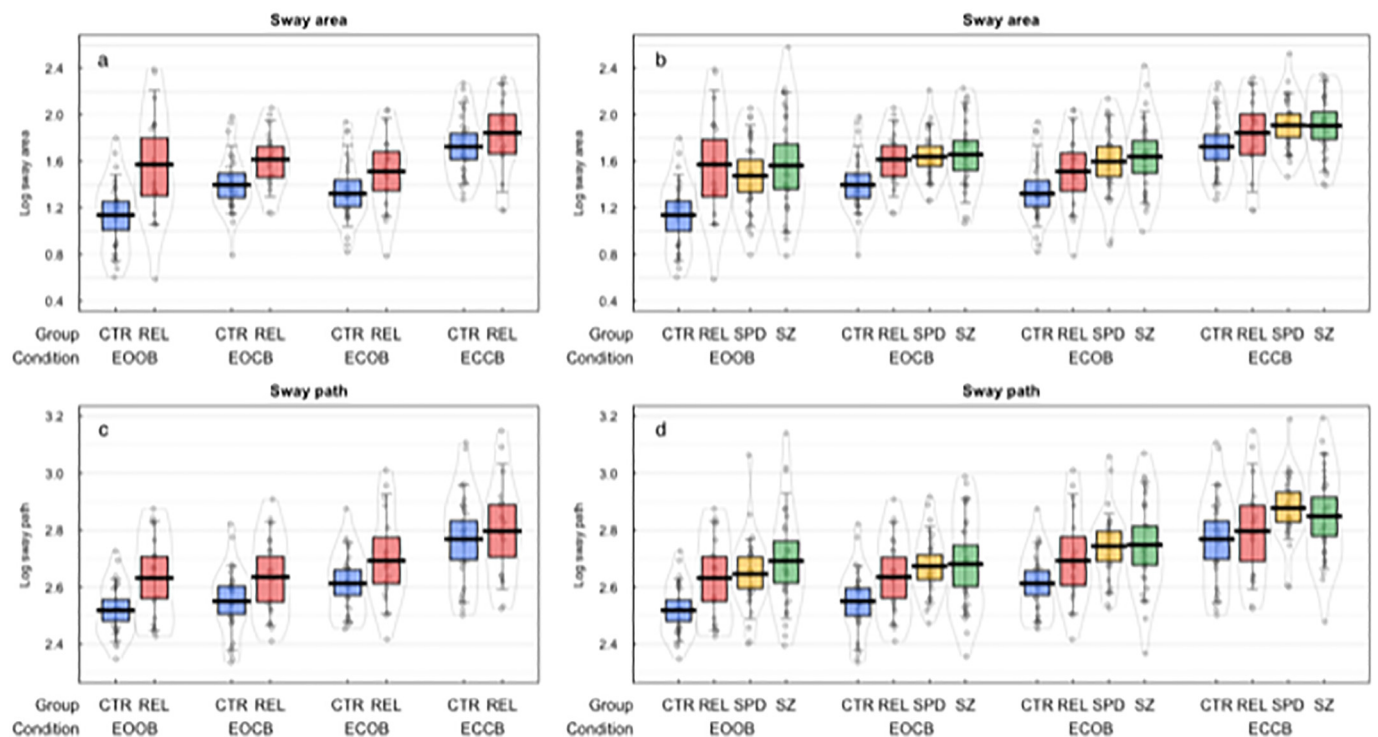 Sway area
a
Log sway area
2.4
2.0
1.6
1.2
0.8
0.4
Group CTR REL CTR REL CTR REL CTR REL
Condition EOOB EOCB ECOB ECCB
Sway area
b
Log sway area
2.4
2.0
1.6
1.2
0.8
0.4
Group CTR REL SPD SZ CTR REL SPD SZ CTR REL SPD SZ CTR REL SPD SZ
Condition EOOB EOCB ECOB ECCB
Sway path
c
Log sway path
3.2
3.0
2.8
2.6
2.4
Group CTR REL CTR REL CTR REL CTR REL
Condition EOOB EOCB ECOB ECCB
Sway path
d
Log sway path
3.2
3.0
2.8
2.6
2.4
Group CTR REL SPD SZ CTR REL SPD SZ CTR REL SPD SZ CTR REL SPD SZ
Condition EOOB EOCB ECOB ECCB